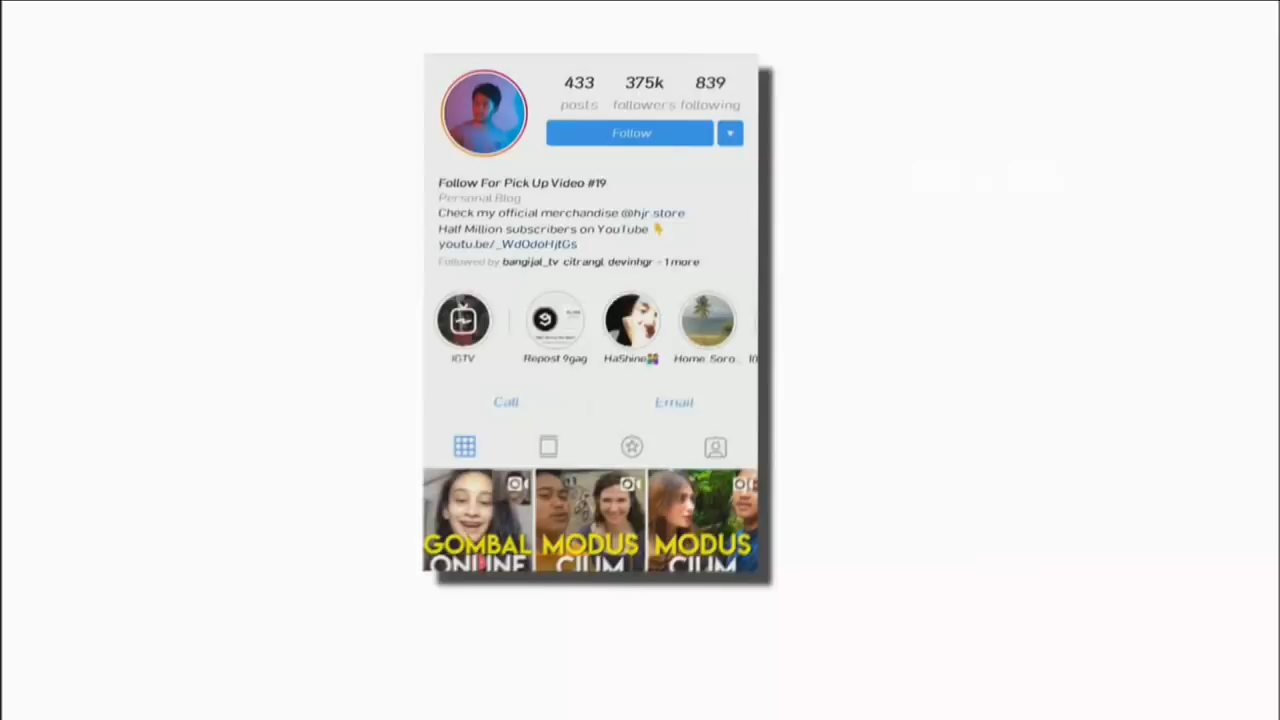 433 375k 839
posts followers following
Follow
Follow For Pick Up Video #19
Personal Blog
Check my official merchandise @hjr.store
Half Million subscribers on YouTube 👇
youtu.be/_WdOdoHjtGs
Followed by bangijal_tv, citrangl, devinhgr + 1 more
IGTV Repost 9gag HaShine👫 Home..Soro..
Call Email
GOMBAL MODUS MODUS
ONLINE CIUM CIUM